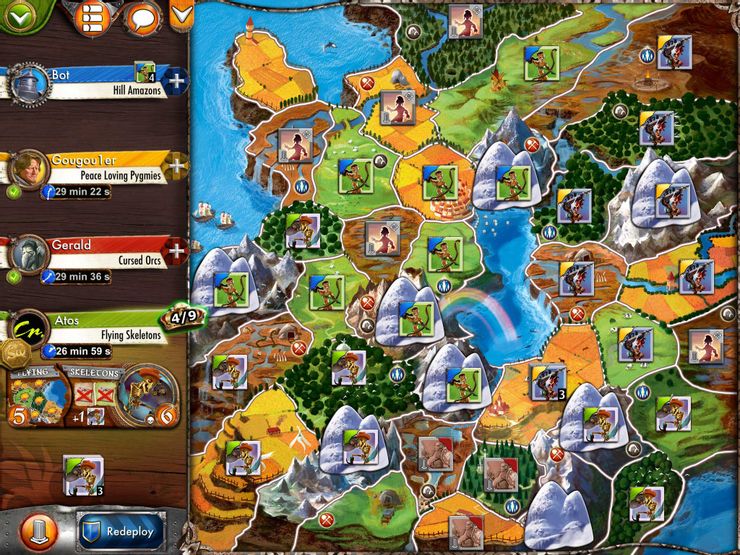 Bot
4
Hill Amazons
Gougou1er
Peace Loving Pygmies
29 min 22 s
Gerald
Cursed Orcs
29 min 36 s
Atos
4/9
Flying Skeletons
26 min 59 s
FLYING
SKELETONS
5
+1
6
3
Redeploy
3